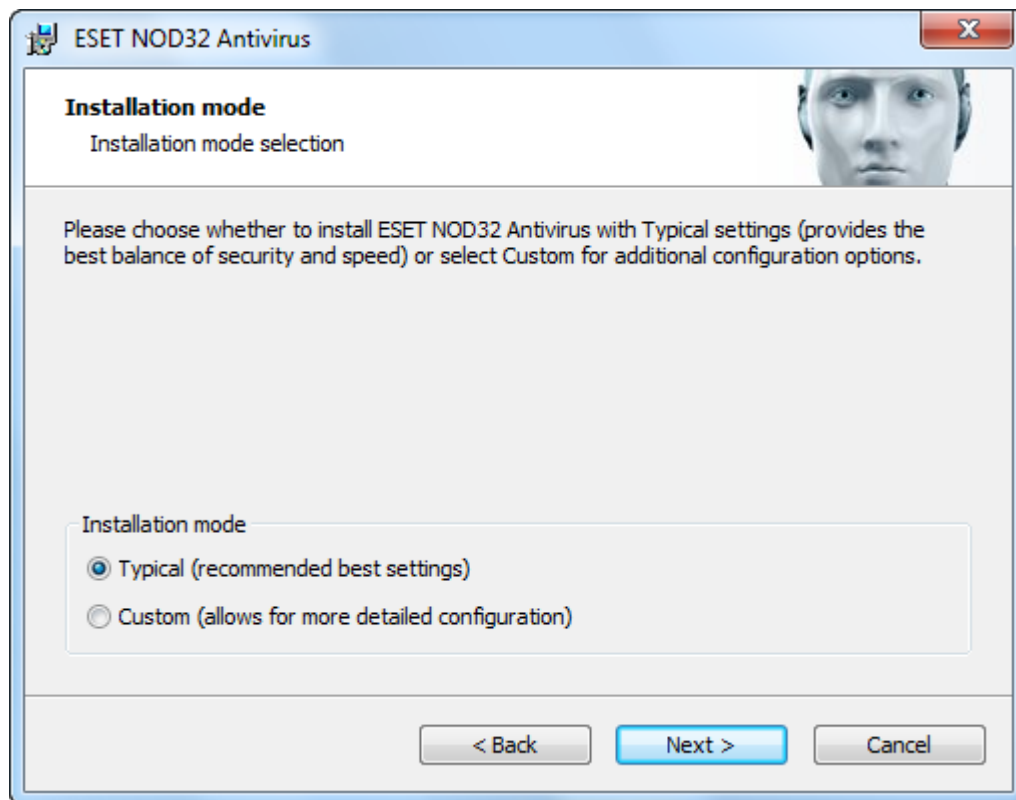 ESET NOD32 Antivirus
Installation mode
Installation mode selection
Please choose whether to install ESET NOD32 Antivirus with Typical settings (provides the
best balance of security and speed) or select Custom for additional configuration options.
Installation mode
Typical (recommended best settings)
Custom (allows for more detailed configuration)
< Back Next > Cancel